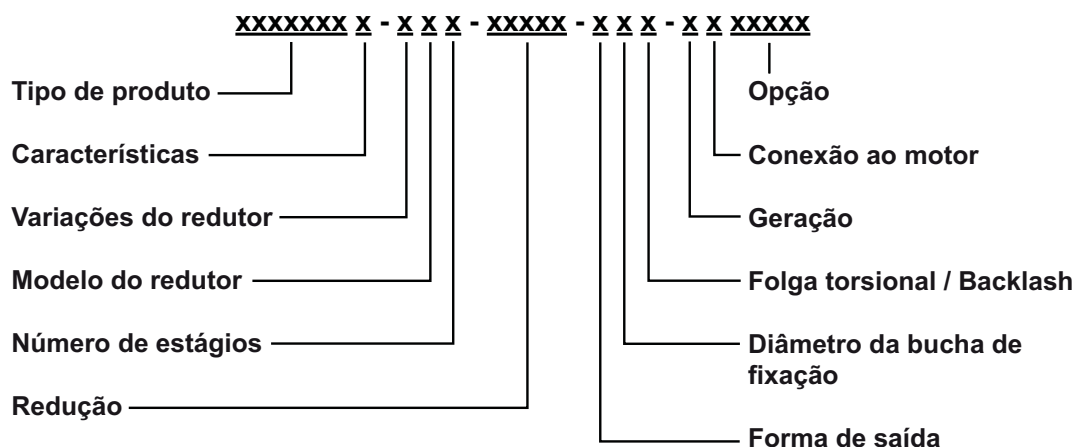 xxxxxxx x - x x x - xxxxx - x x x - x x xxxxx
Tipo de produto
Opção
Características
Conexão ao motor
Variações do redutor
Geração
Modelo do redutor
Folga torsional / Backlash
Número de estágios
Diâmetro da bucha de
fixação
Redução
Forma de saída